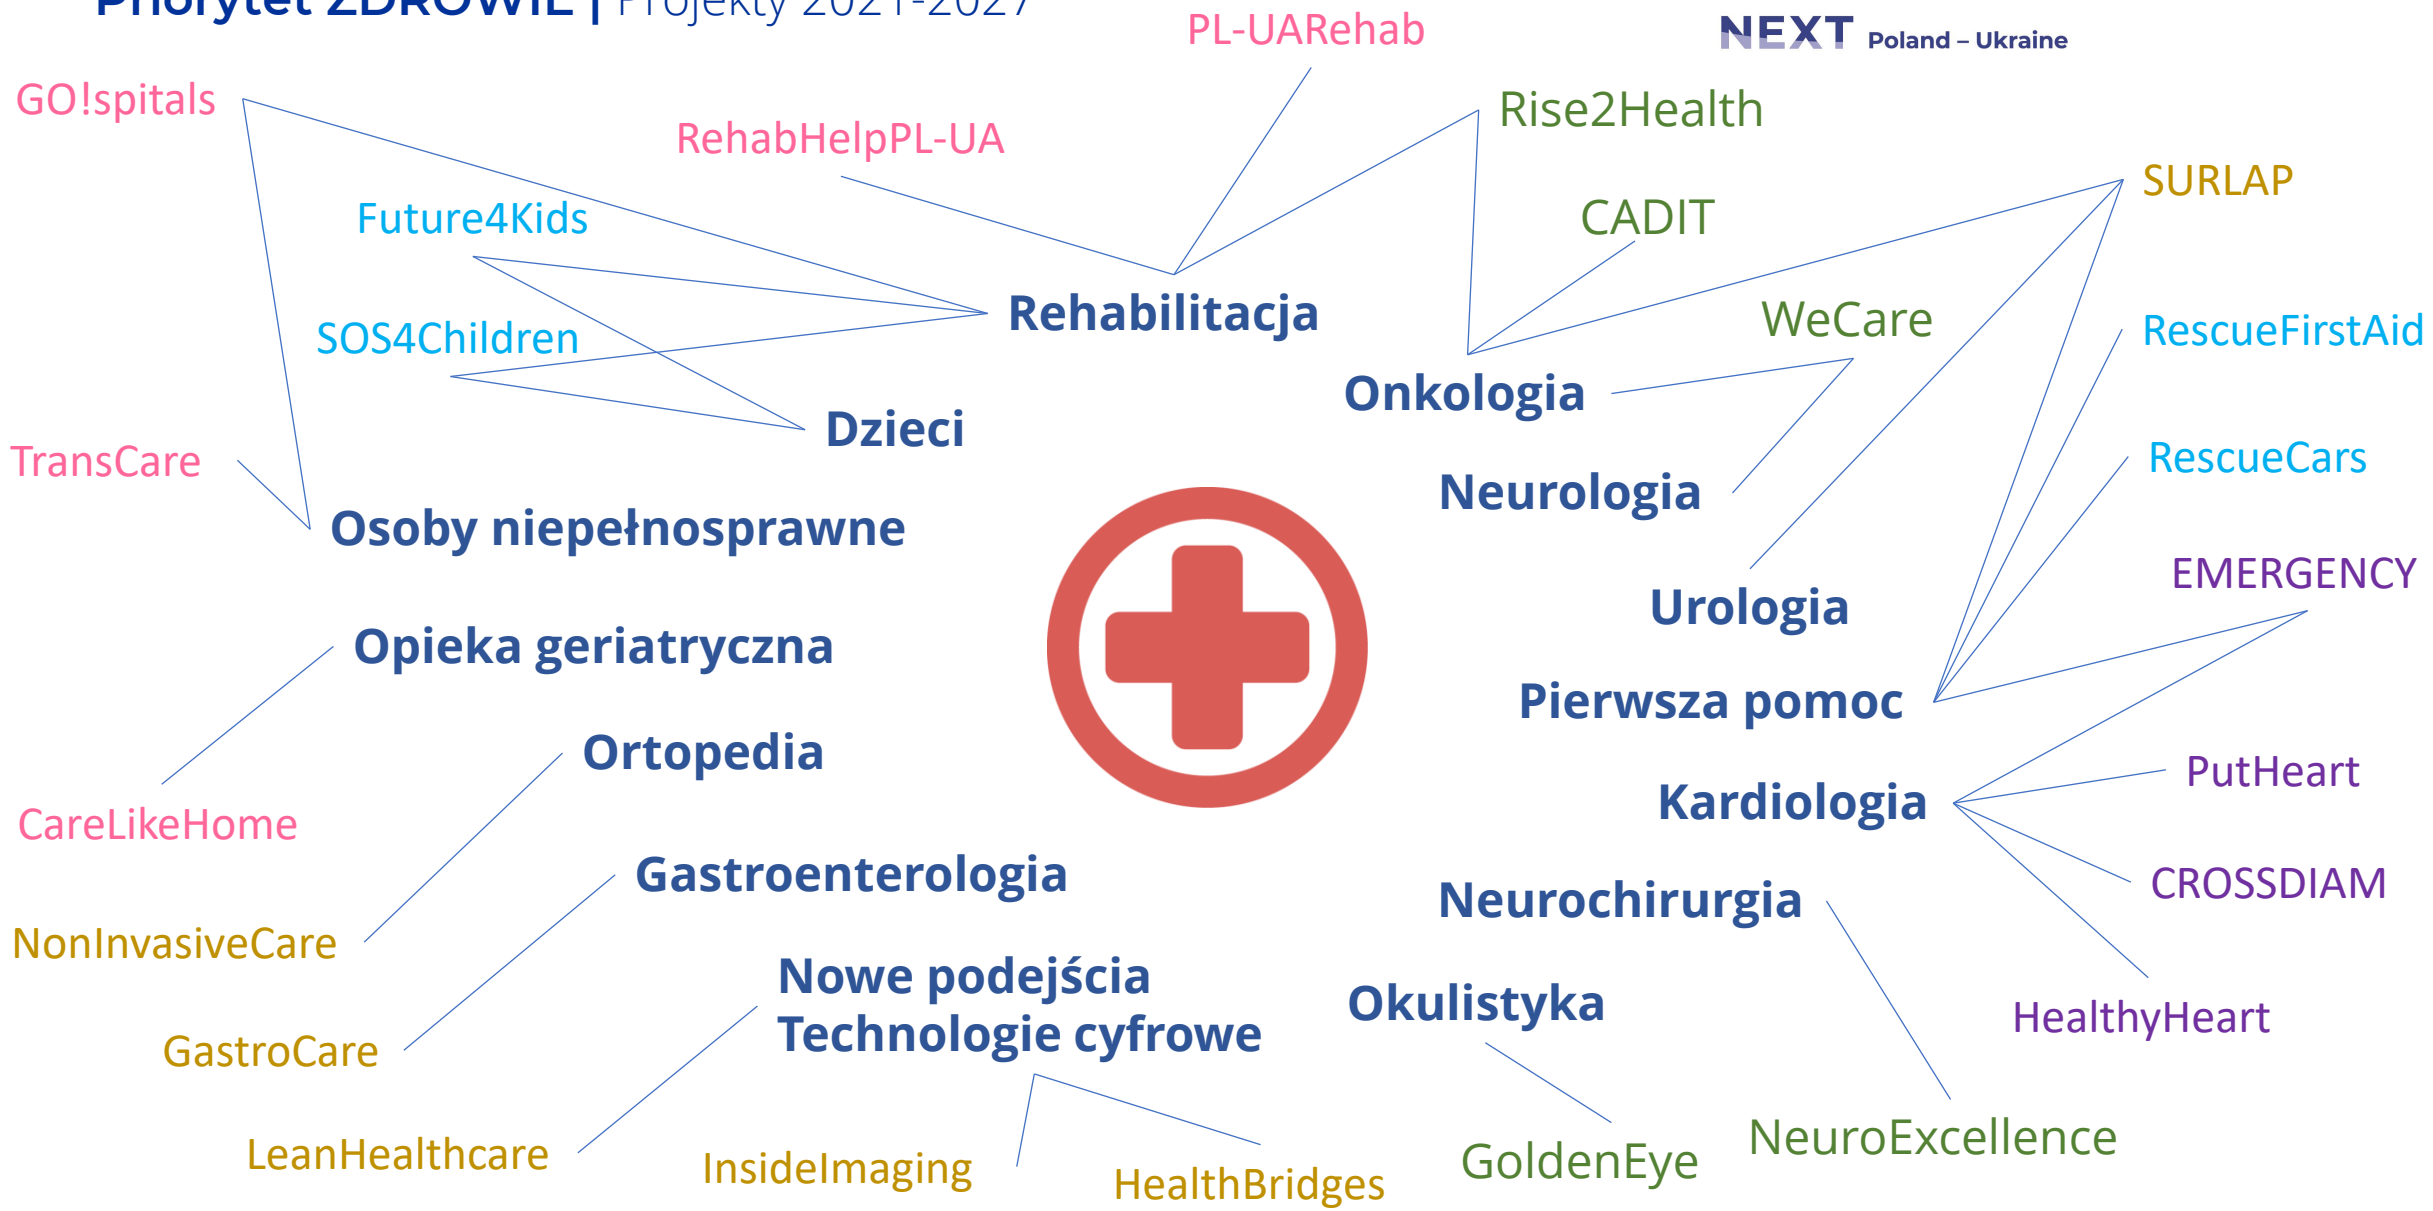 Priorytet ZDROWIE | Projekty 2021-2027
NEXT Poland – Ukraine
PL-UARehab
GO!spitals
Rise2Health
RehabHelpPL-UA
SURLAP
Future4Kids
CADIT
Rehabilitacja
WeCare
RescueFirstAid
SOS4Children
Onkologia
Dzieci
TransCare
RescueCars
Neurologia
Osoby niepełnosprawne
EMERGENCY
Urologia
Opieka geriatryczna
Pierwsza pomoc
Ortopedia
PutHeart
Kardiologia
CareLikeHome
Gastroenterologia
CROSSDIAM
Neurochirurgia
NonInvasiveCare
Nowe podejścia
Technologie cyfrowe
Okulistyka
HealthyHeart
GastroCare
NeuroExcellence
LeanHealthcare
InsideImaging
GoldenEye
HealthBridges